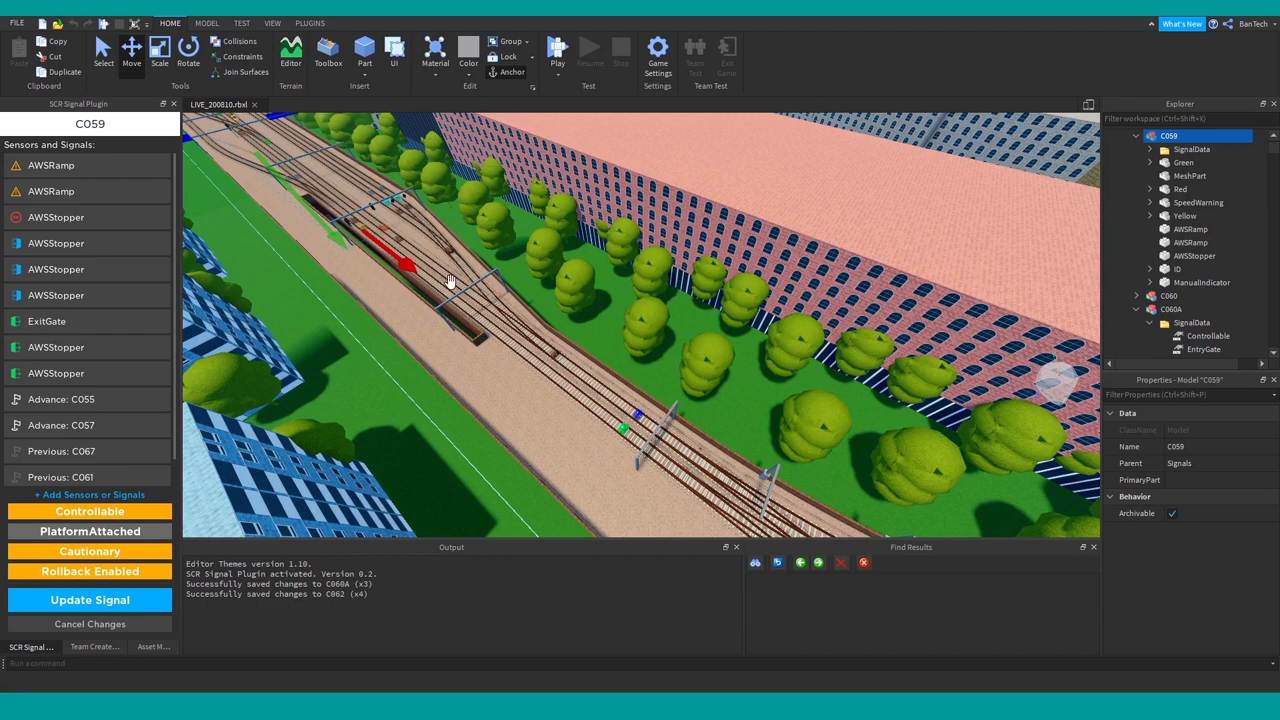 FILE HOME MODEL TEST VIEW PLUGINS What's New BanTech
Paste Copy Cut Duplicate Clipboard
Select Move Scale Rotate Collisions Constraints Join Surfaces Tools
Editor Terrain
Toolbox Part UI Insert
Material Color Group Lock Anchor Edit
Play Resume Stop Test
Game Settings Settings
Team Test Exit Game Team Test
SCR Signal Plugin
LIVE_200810.rbxl
C059
Sensors and Signals:
AWSRamp
AWSRamp
AWSStopper
AWSStopper
AWSStopper
AWSStopper
ExitGate
AWSStopper
AWSStopper
Advance: C055
Advance: C057
Previous: C067
Previous: C061
+ Add Sensors or Signals
Controllable
PlatformAttached
Cautionary
Rollback Enabled
Update Signal
Cancel Changes
SCR Signal ... Team Create... Asset M...
Run a command
Output
Editor Themes version 1.10.
SCR Signal Plugin activated. Version 0.2.
Successfully saved changes to C060A (x3)
Successfully saved changes to C062 (x4)
Find Results
Explorer
Filter workspace (Ctrl+Shift+X)
C059
SignalData
Green
MeshPart
Red
SpeedWarning
Yellow
AWSRamp
AWSRamp
AWSStopper
ID
ManualIndicator
C060
C060A
SignalData
Controllable
EntryGate
Properties - Model "C059"
Filter Properties (Ctrl+Shift+P)
Data
ClassName Model
Name C059
Parent Signals
PrimaryPart
Behavior
Archivable